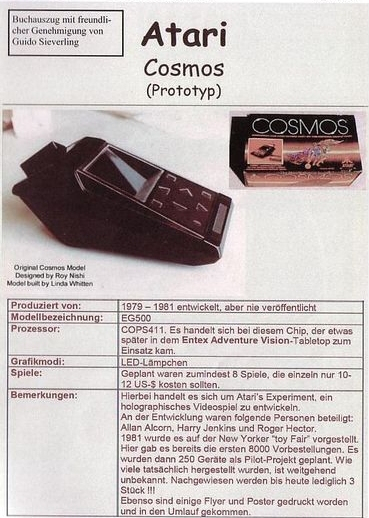 Buchauszug mit freundli-
cher Genehmigung von
Guido Sieverling
Atari
Cosmos
(Prototyp)
COSMOS
Original Cosmos Model
Designed by Roy Nishi
Model built by Linda Whitten
Produziert von: 1979 – 1981 entwickelt, aber nie veröffentlicht
Modellbezeichnung: EG500
Prozessor: COPS411. Es handelt sich bei diesem Chip, der etwas
später in dem Entex Adventure Vision-Tabletop zum
Einsatz kam.
Grafikmodi: LED-Lämpchen
Spiele: Geplant waren zumindest 8 Spiele, die einzeln nur 10-
12 US-$ kosten sollten.
Bemerkungen: Hierbei handelt es sich um Atari's Experiment, ein
holographisches Videospiel zu entwickeln.
An der Entwicklung waren folgende Personen beteiligt:
Allan Alcorn, Harry Jenkins und Roger Hector.
1981 wurde es auf der New Yorker "toy Fair" vorgestellt.
Hier gab es bereits die ersten 8000 Vorbestellungen. Es
wurden dann 250 Geräte als Pilot-Projekt geplant. Wie
viele tatsächlich hergestellt wurden, ist weitgehend
unbekannt. Nachgewiesen werden bis heute lediglich 3
Stück !!!
Ebenso sind einige Flyer und Poster gedruckt worden
und in den Umlauf gekommen.